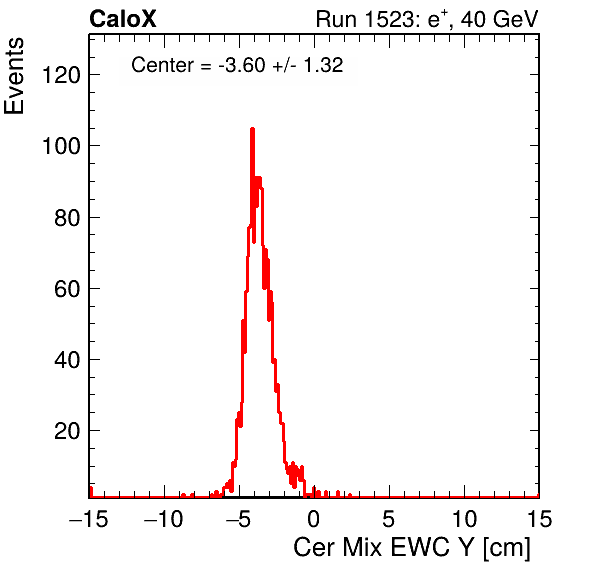 CaloX Run 1523: e⁺, 40 GeV
Center = -3.60 +/- 1.32
Events
120
100
80
60
40
20
−15 −10 −5 0 5 10 15
Cer Mix EWC Y [cm]